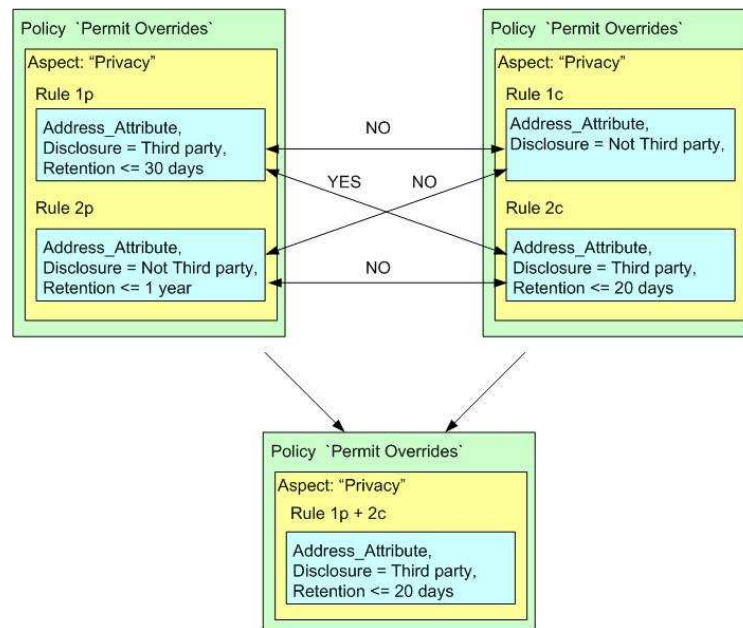 Policy `Permit Overrides`
Aspect: “Privacy”
Rule 1p
Address_Attribute,
Disclosure = Third party,
Retention <= 30 days
Rule 2p
Address_Attribute,
Disclosure = Not Third party,
Retention <= 1 year
NO
YES
NO
NO
Policy `Permit Overrides`
Aspect: “Privacy”
Rule 1c
Address_Attribute,
Disclosure = Not Third party,
Rule 2c
Address_Attribute,
Disclosure = Third party,
Retention <= 20 days
Policy `Permit Overrides`
Aspect: “Privacy”
Rule 1p + 2c
Address_Attribute,
Disclosure = Third party,
Retention <= 20 days